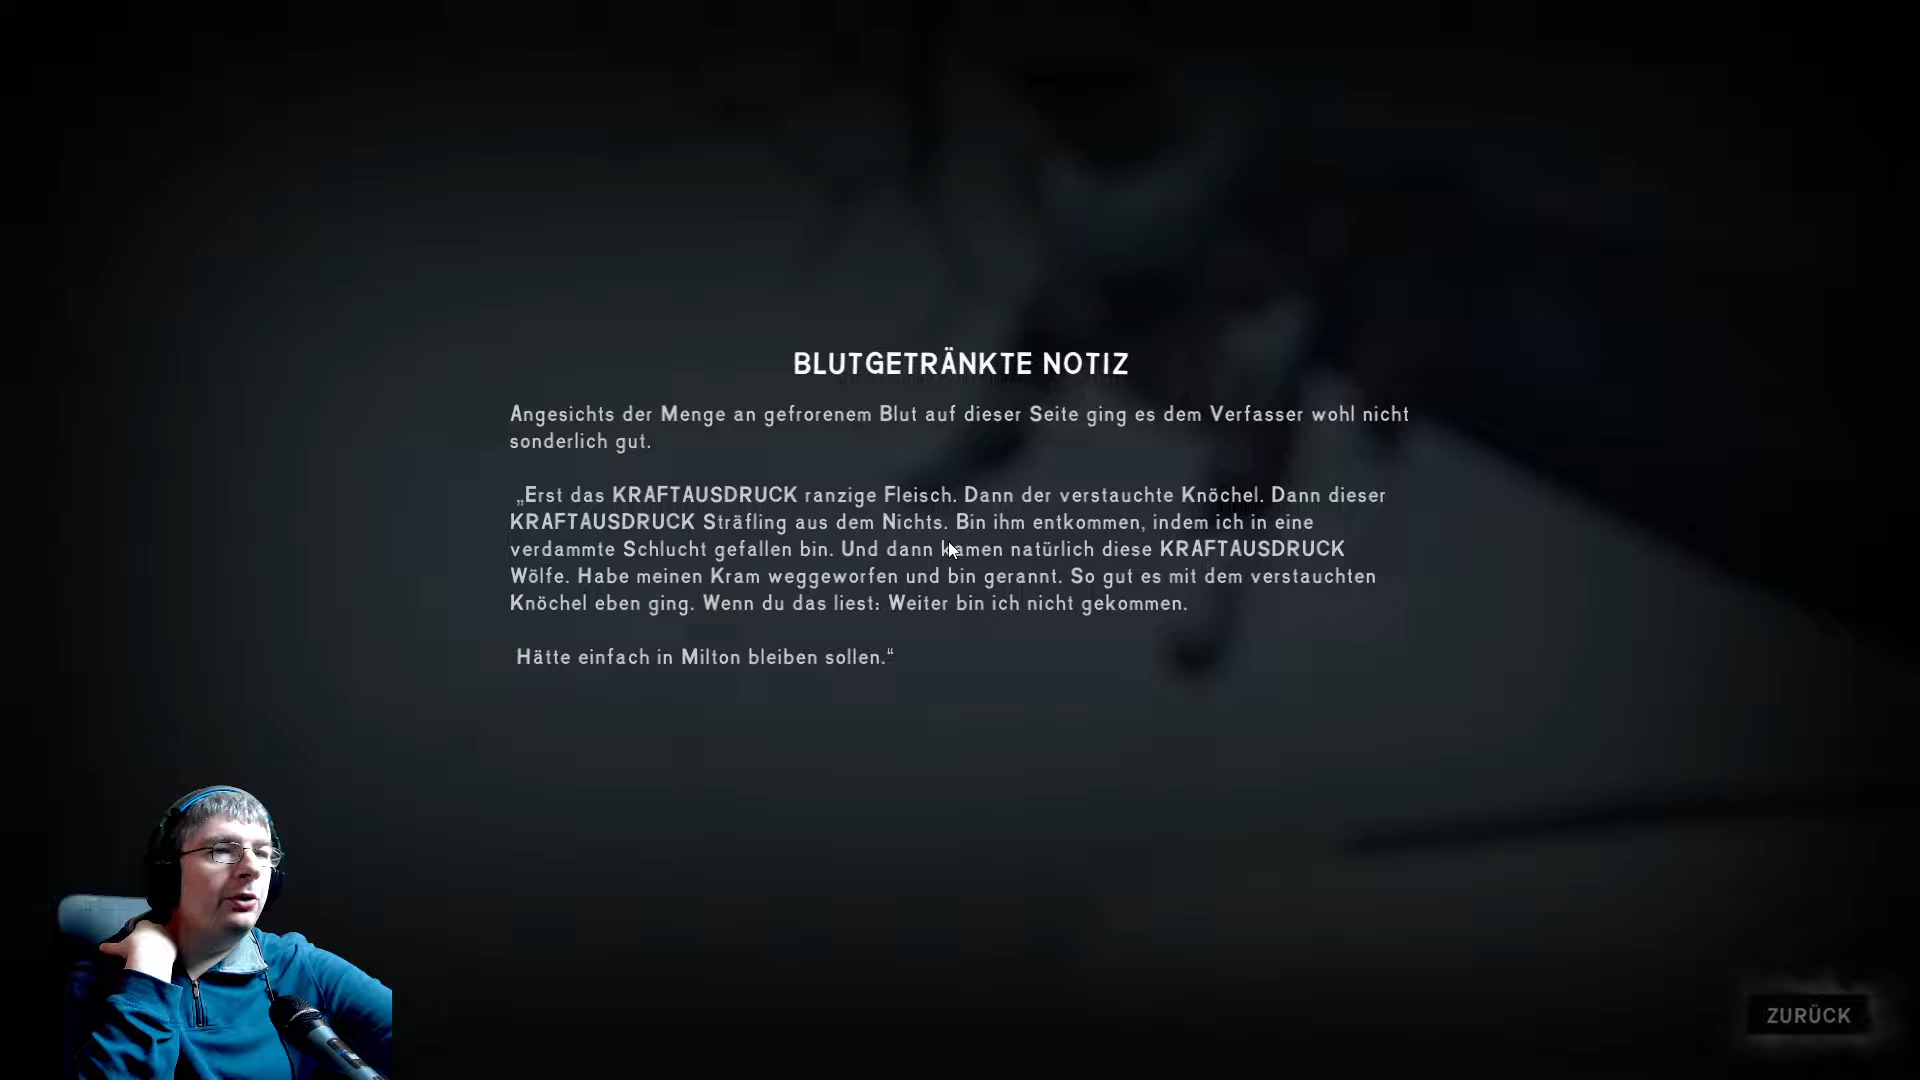 BLUTGETRÄNKTE NOTIZ
Angesichts der Menge an gefrorenem Blut auf dieser Seite ging es dem Verfasser wohl nicht
sonderlich gut.
„Erst das KRAFTAUSDRUCK ranzige Fleisch. Dann der verstauchte Knöchel. Dann dieser
KRAFTAUSDRUCK Sträfling aus dem Nichts. Bin ihm entkommen, indem ich in eine
verdammte Schlucht gefallen bin. Und dann kamen natürlich diese KRAFTAUSDRUCK
Wölfe. Habe meinen Kram weggeworfen und bin gerannt. So gut es mit dem verstauchten
Knöchel eben ging. Wenn du das liest: Weiter bin ich nicht gekommen.
Hätte einfach in Milton bleiben sollen.“
ZURÜCK